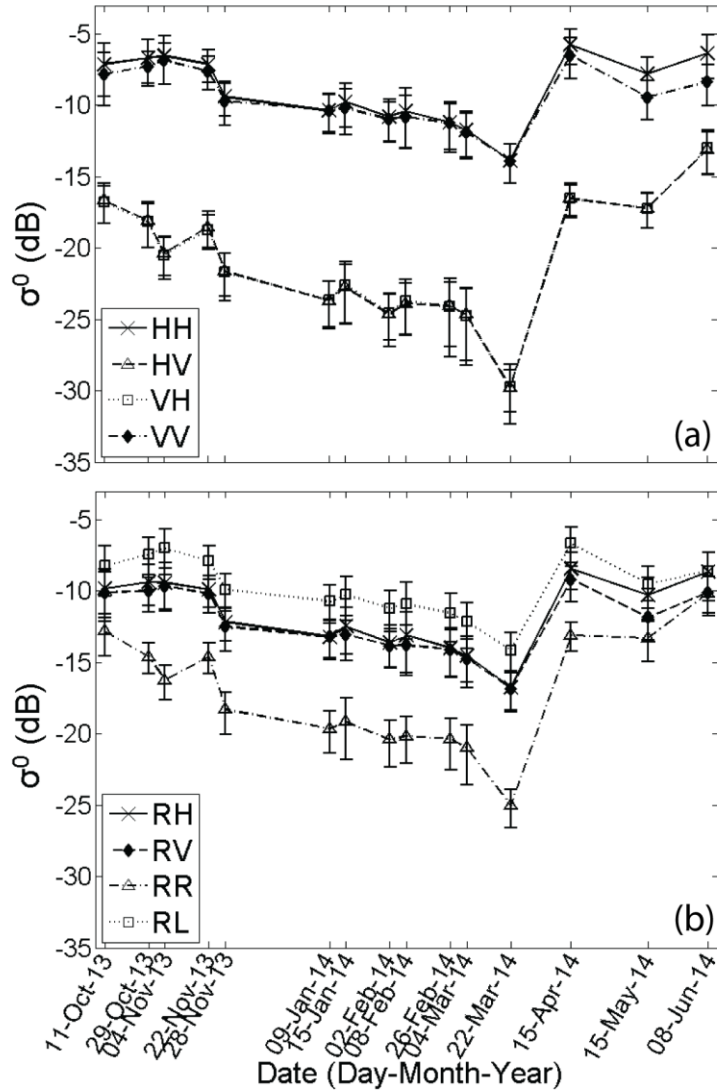 -5
-10
-15
-20
-25
-30
-35
σ⁰ (dB)
HH
HV
VH
VV
(a)
-5
-10
-15
-20
-25
-30
-35
σ⁰ (dB)
RH
RV
RR
RL
(b)
11-Oct-13
29-Oct-13
04-Nov-13
22-Nov-13
28-Nov-13
09-Jan-14
15-Jan-14
02-Feb-14
08-Feb-14
26-Feb-14
04-Mar-14
22-Mar-14
15-Apr-14
15-May-14
08-Jun-14
Date (Day-Month-Year)